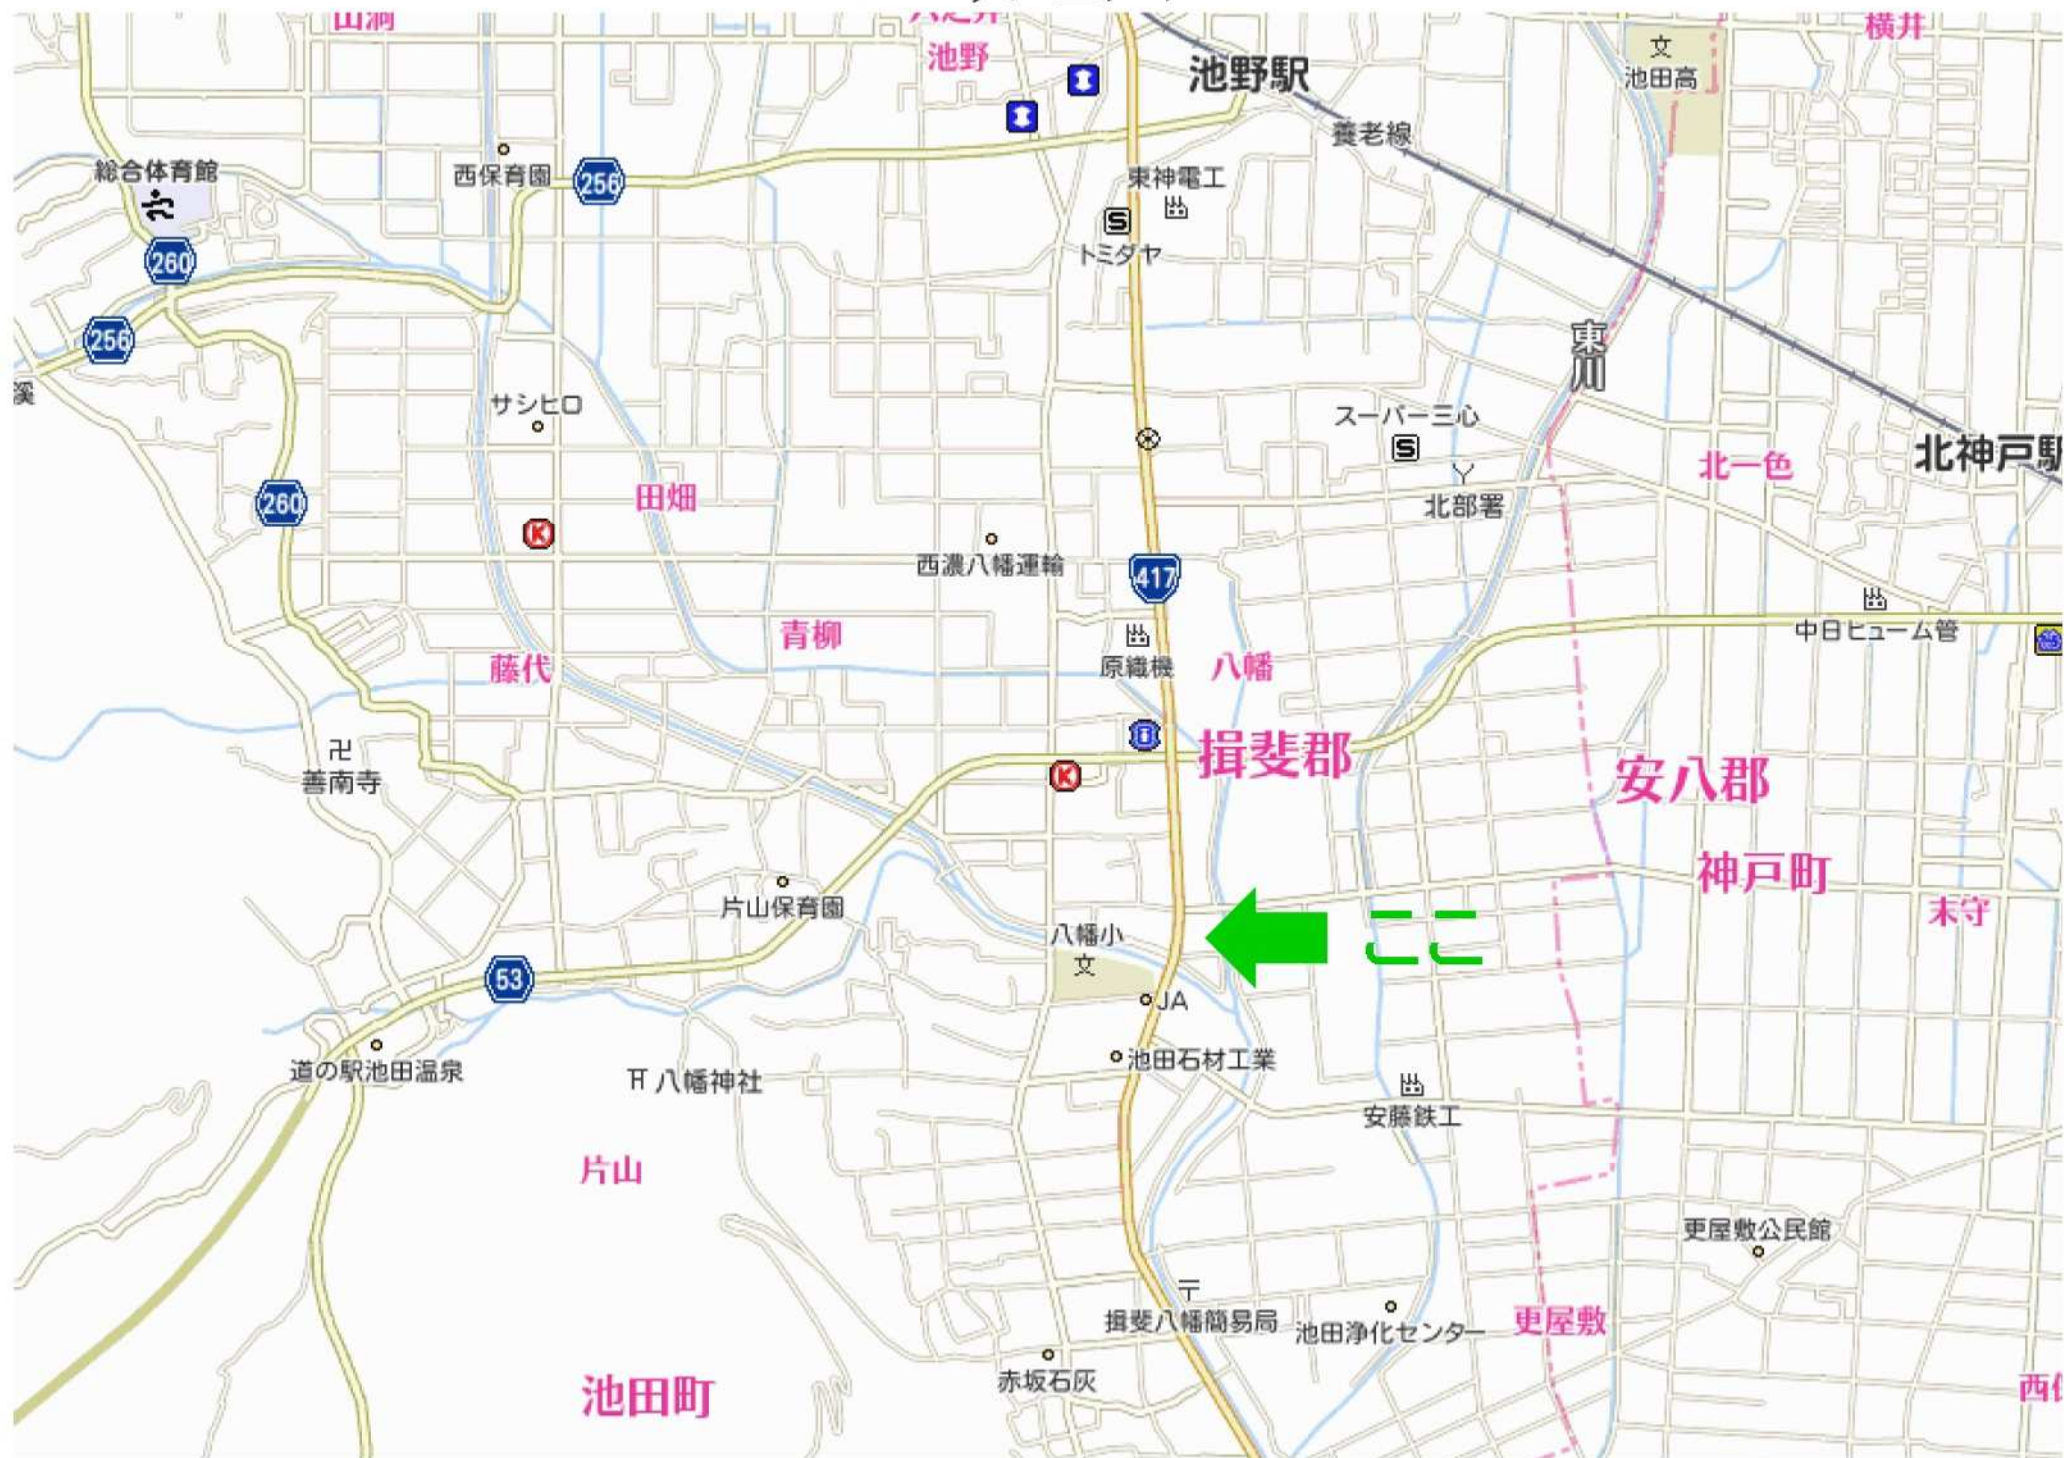 山洞
池野
池野駅
横井
文
池田高
養老線
総合体育館
西保育園
256
東神電工
S
トミダヤ
260
256
東川
溪
サシヒロ
スーパー三心
S
北神戸駅
北一色
260
田畑
北部署
K
西濃八幡運輸
417
中日ヒューム管
青柳
原織機
八幡
藤代
揖斐郡
安八郡
卍
善南寺
K
神戸町
片山保育園
末守
八幡小
文
ここ
53
JA
道の駅池田温泉
池田石材工業
八幡神社
安藤鉄工
片山
更屋敷公民館
〒
揖斐八幡簡易局
池田浄化センター
更屋敷
赤坂石灰
池田町